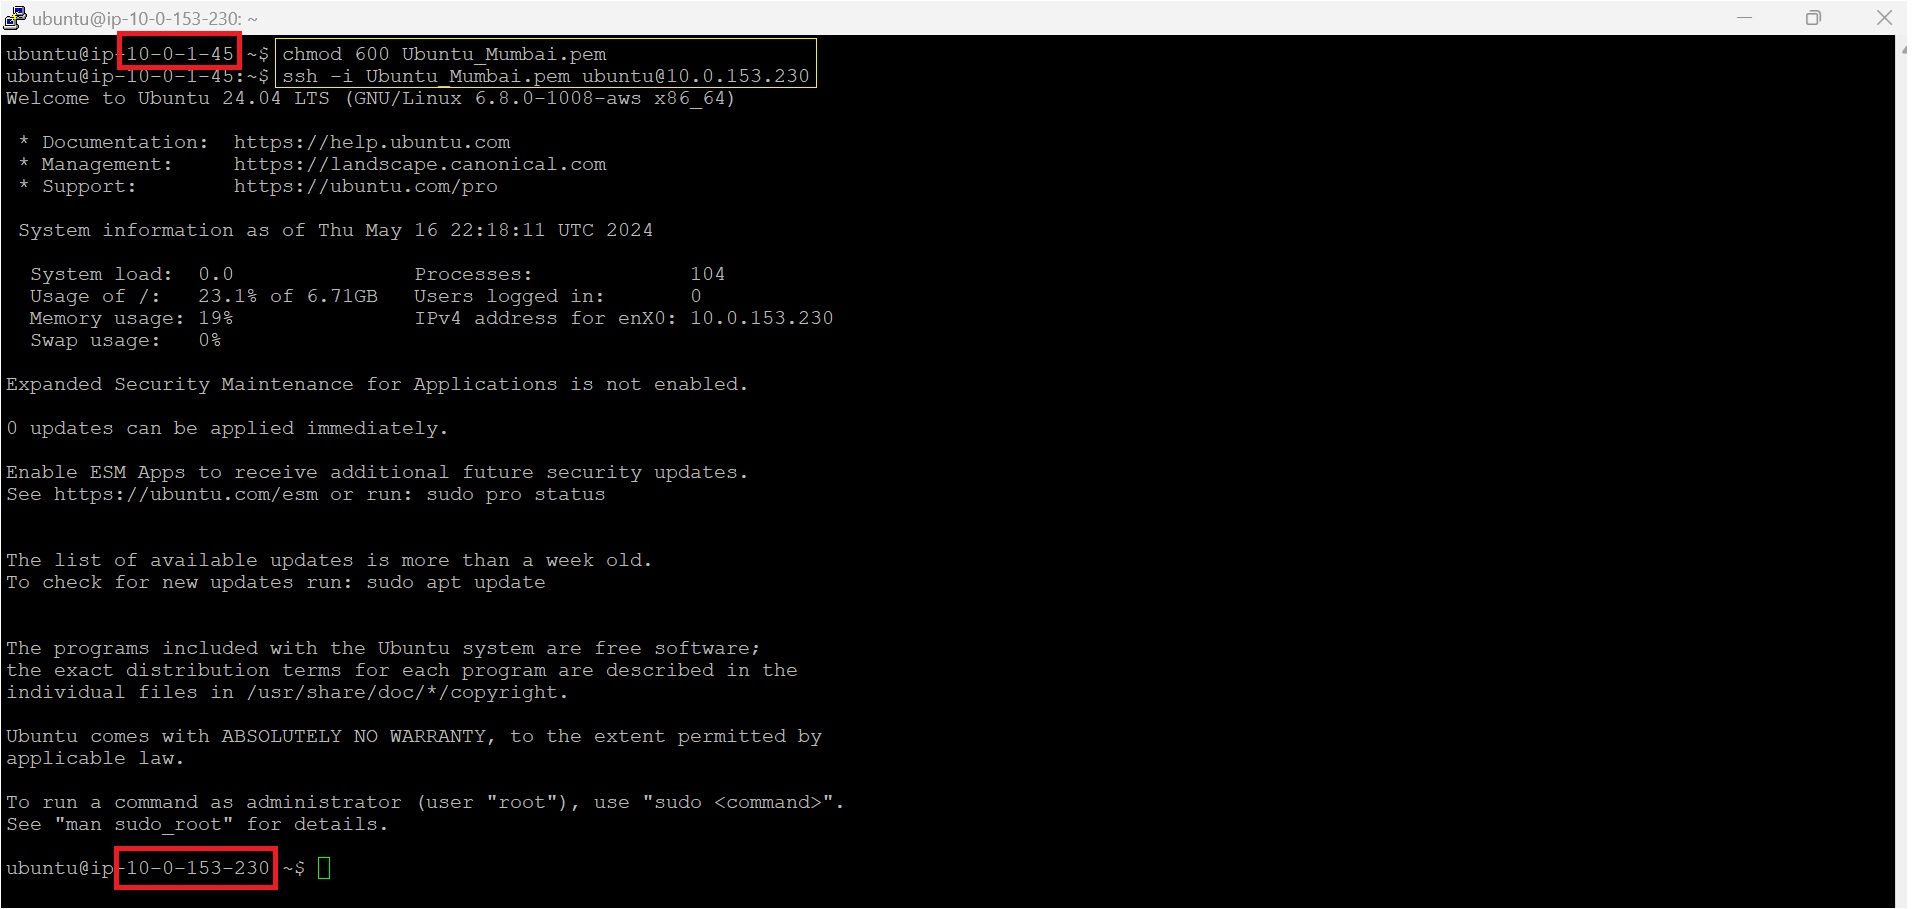 ubuntu@ip-10-0-153-230: ~
ubuntu@ip-10-0-1-45 ~$ chmod 600 Ubuntu_Mumbai.pem
ubuntu@ip-10-0-1-45:~$ ssh -i Ubuntu_Mumbai.pem ubuntu@10.0.153.230
Welcome to Ubuntu 24.04 LTS (GNU/Linux 6.8.0-1008-aws x86_64)
* Documentation:  https://help.ubuntu.com
* Management:     https://landscape.canonical.com
* Support:        https://ubuntu.com/pro
System information as of Thu May 16 22:18:11 UTC 2024
System load:  0.0               Processes:             104
Usage of /:   23.1% of 6.71GB   Users logged in:       0
Memory usage: 19%               IPv4 address for enX0: 10.0.153.230
Swap usage:   0%
Expanded Security Maintenance for Applications is not enabled.
0 updates can be applied immediately.
Enable ESM Apps to receive additional future security updates.
See https://ubuntu.com/esm or run: sudo pro status
The list of available updates is more than a week old.
To check for new updates run: sudo apt update
The programs included with the Ubuntu system are free software;
the exact distribution terms for each program are described in the
individual files in /usr/share/doc/*/copyright.
Ubuntu comes with ABSOLUTELY NO WARRANTY, to the extent permitted by
applicable law.
To run a command as administrator (user "root"), use "sudo <command>".
See "man sudo_root" for details.
ubuntu@ip-10-0-153-230 ~$